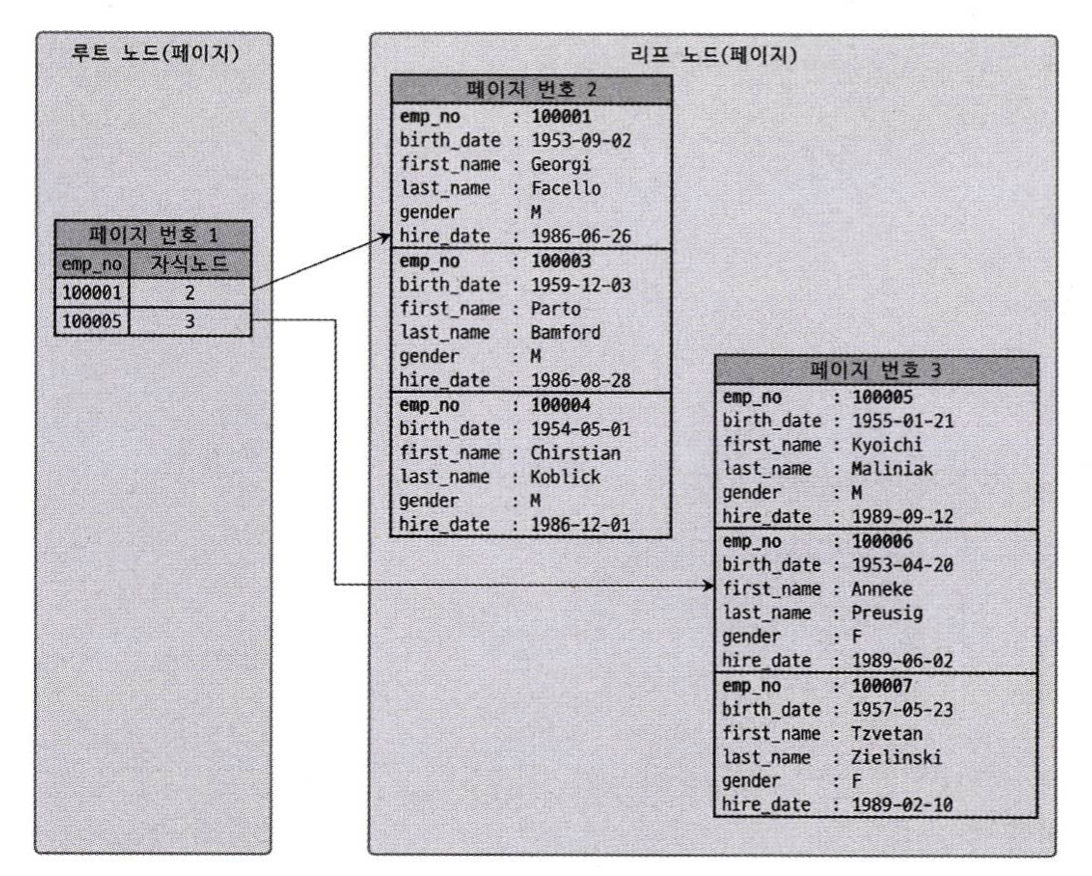 루트 노드(페이지)
페이지 번호 1
emp_no 자식노드
100001 2
100005 3
리프 노드(페이지)
페이지 번호 2
emp_no : 100001
birth_date : 1953-09-02
first_name : Georgi
last_name : Facello
gender : M
hire_date : 1986-06-26
emp_no : 100003
birth_date : 1959-12-03
first_name : Parto
last_name : Bamford
gender : M
hire_date : 1986-08-28
emp_no : 100004
birth_date : 1954-05-01
first_name : Chirstian
last_name : Koblick
gender : M
hire_date : 1986-12-01
페이지 번호 3
emp_no : 100005
birth_date : 1955-01-21
first_name : Kyoichi
last_name : Maliniak
gender : M
hire_date : 1989-09-12
emp_no : 100006
birth_date : 1953-04-20
first_name : Anneke
last_name : Preusig
gender : F
hire_date : 1989-06-02
emp_no : 100007
birth_date : 1957-05-23
first_name : Tzvetan
last_name : Zielinski
gender : F
hire_date : 1989-02-10